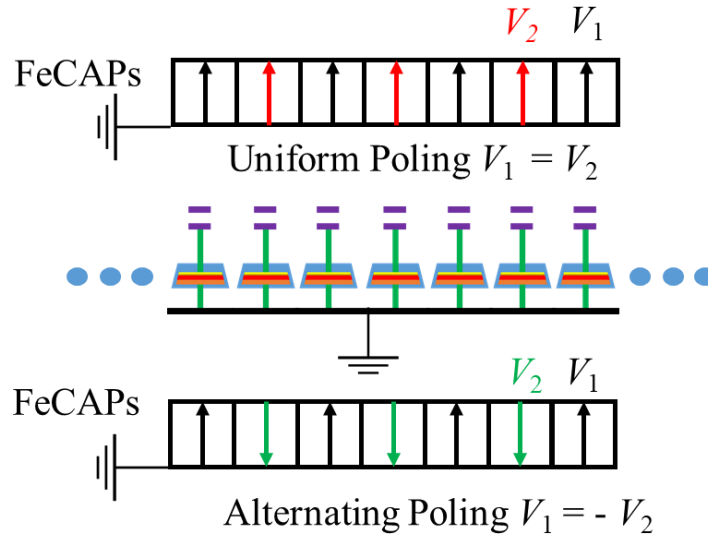 V₂ V₁
FeCAPs
Uniform Poling V₁ = V₂
V₂ V₁
FeCAPs
Alternating Poling V₁ = - V₂